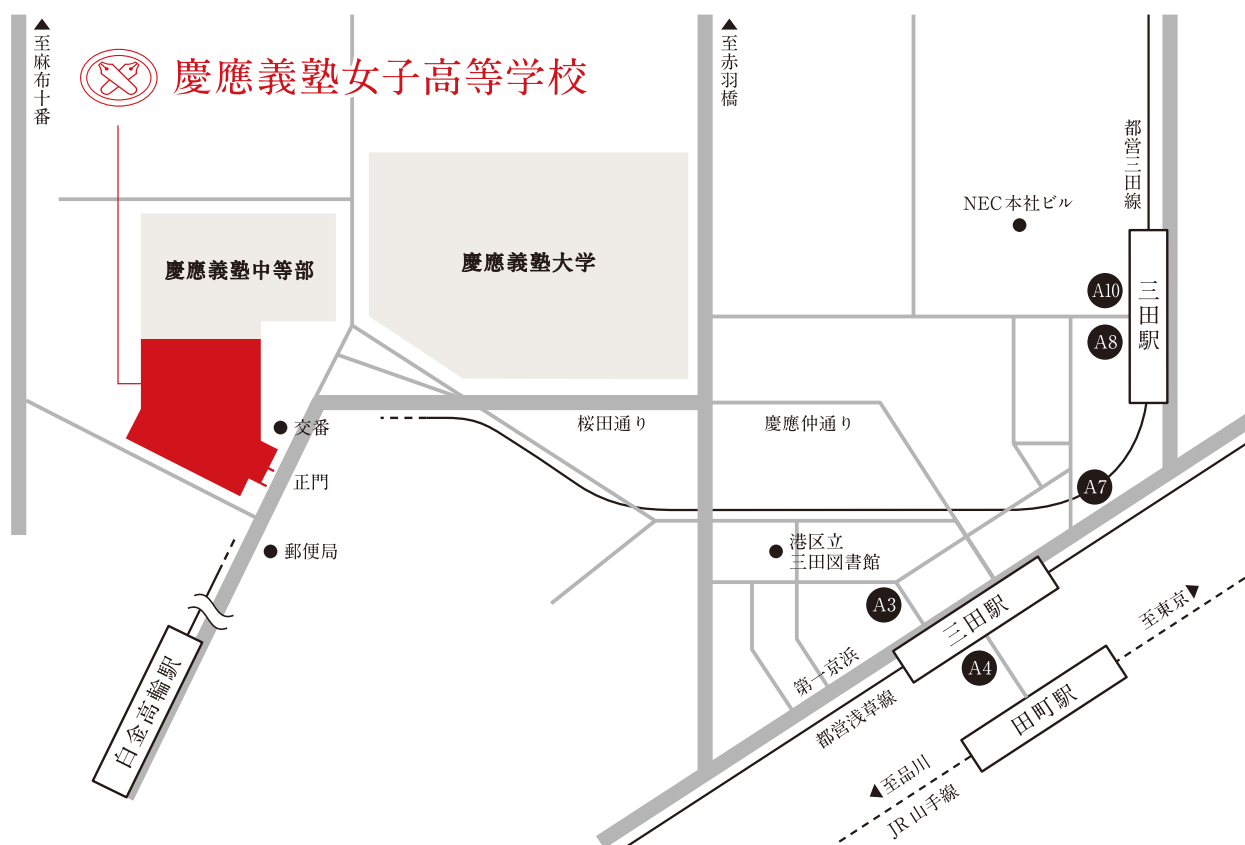 至麻布十番
慶應義塾女子高等学校
至赤羽橋
都営三田線
NEC本社ビル
慶應義塾中等部
慶應義塾大学
A10
三田駅
A8
桜田通り
慶應仲通り
交番
正門
A7
郵便局
港区立
三田図書館
A3
三田駅
至東京
A4
第一京浜
都営浅草線
田町駅
白金高輪駅
至品川
JR山手線